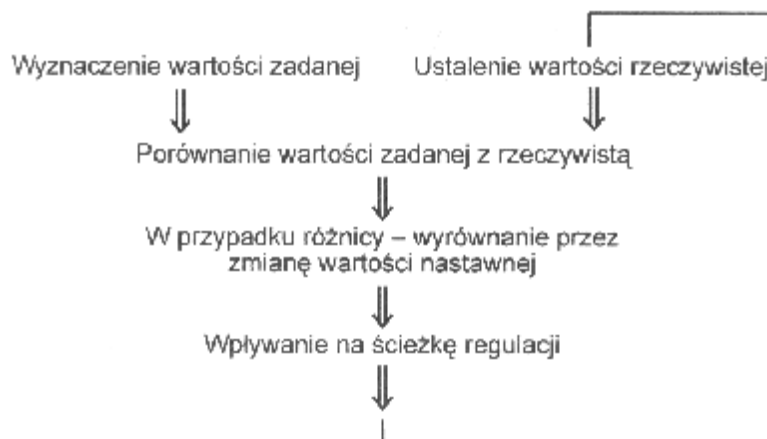 Wyznaczenie wartości zadanej
Ustalenie wartości rzeczywistej
Porównanie wartości zadanej z rzeczywistą
W przypadku różnicy – wyrównanie przez
zmianę wartości nastawnej
Wpływanie na ścieżkę regulacji